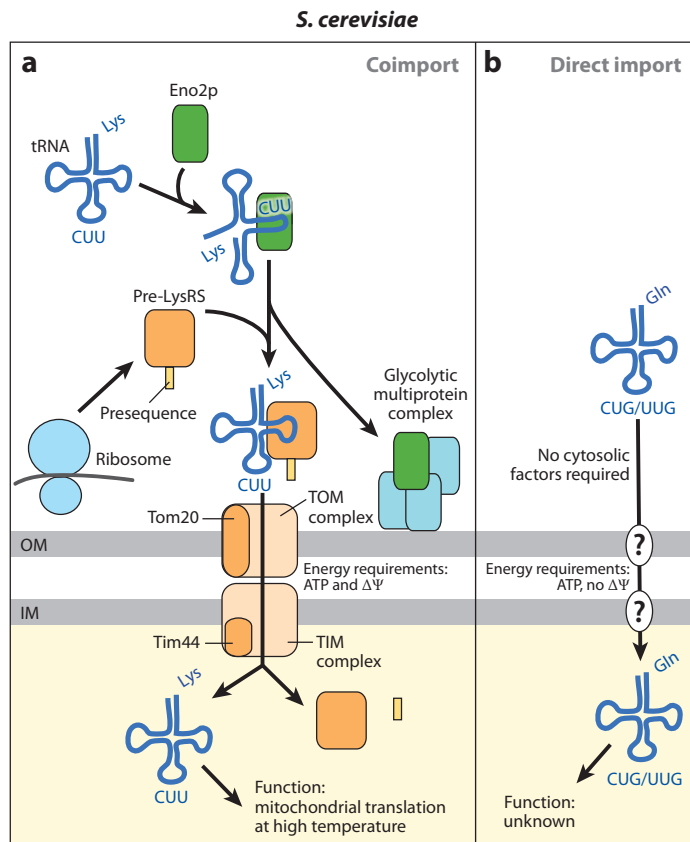 S. cerevisiae
a
Coimport
Eno2p
Lys
tRNA
CUU
CUU
Lys
Pre-LysRS
Presequence
Ribosome
Lys
CUU
Glycolytic
multiprotein
complex
Tom20
TOM
complex
OM
Energy requirements:
ATP and ΔΨ
IM
Tim44
TIM
complex
Lys
CUU
Function:
mitochondrial translation
at high temperature
b
Direct import
Gln
CUG/UUG
No cytosolic
factors required
?
Energy requirements:
ATP, no ΔΨ
?
Gln
CUG/UUG
Function:
unknown